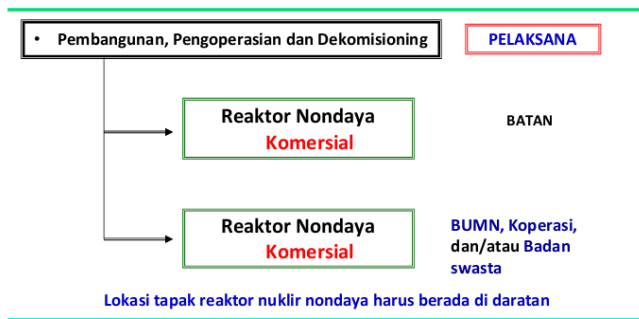 • Pembangunan, Pengoperasian dan Dekomisioning
PELAKSANA
Reaktor Nondaya
Komersial
BATAN
Reaktor Nondaya
Komersial
BUMN, Koperasi,
dan/atau Badan
swasta
Lokasi tapak reaktor nuklir nondaya harus berada di daratan